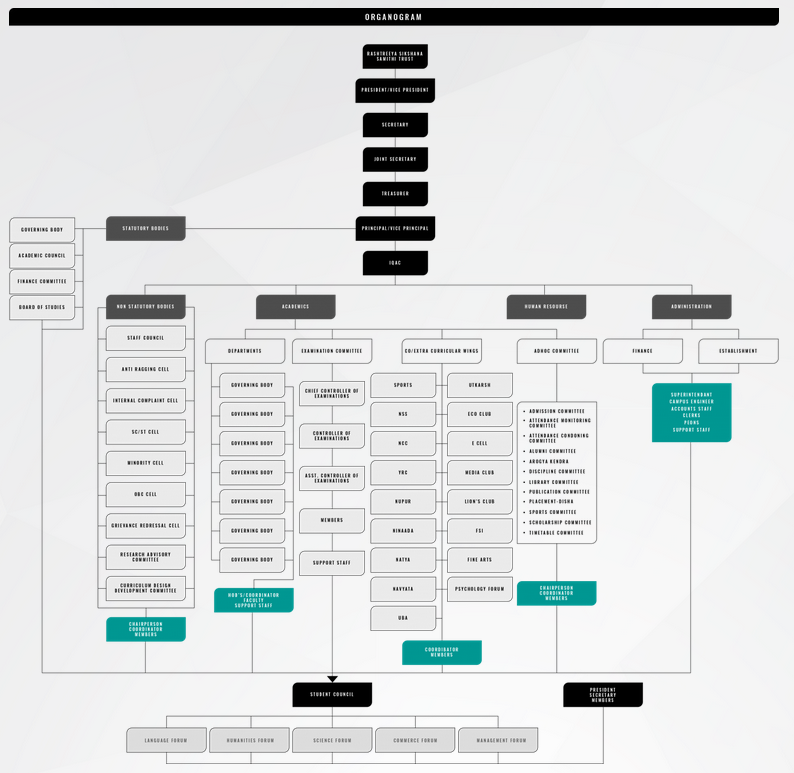 ORGANOGRAM
RASHTREEYA SIKSHANA
SAMITHI TRUST
PRESIDENT/VICE PRESIDENT
SECRETARY
JOINT SECRETARY
TREASURER
PRINCIPAL/VICE PRINCIPAL
IQAC
STATUTORY BODIES
GOVERNING BODY
ACADEMIC COUNCIL
FINANCE COMMITTEE
BOARD OF STUDIES
NON STATUTORY BODIES
ACADEMICS
HUMAN RESOURSE
ADMINISTRATION
STAFF COUNCIL
ANTI RAGGING CELL
INTERNAL COMPLAINT CELL
SC/ST CELL
MINORITY CELL
OBC CELL
GRIEVANCE REDRESSAL CELL
RESEARCH ADVISORY
COMMITTEE
CURRICULUM DESIGN
DEVELOPMENT COMMITTEE
CHAIRPERSON
COORDINATOR
MEMBERS
DEPARTMENTS
GOVERNING BODY
GOVERNING BODY
GOVERNING BODY
GOVERNING BODY
GOVERNING BODY
GOVERNING BODY
GOVERNING BODY
HOD'S/COORDINATOR
FACULTY
SUPPORT STAFF
EXAMINATION COMMITTEE
CHIEF CONTROLLER OF
EXAMINATIONS
CONTROLLER OF
EXAMINATIONS
ASST. CONTROLLER OF
EXAMINATIONS
MEMBERS
SUPPORT STAFF
CO/EXTRA CURRICULAR WINGS
SPORTS
NSS
NCC
YRC
NUPUR
NINAADA
NATYA
NAVYATA
UBA
UTKARSH
ECO CLUB
E CELL
MEDIA CLUB
LION'S CLUB
FSI
FINE ARTS
PSYCHOLOGY FORUM
COORDINATOR
MEMBERS
ADHOC COMMITTEE
• ADMISSION COMMITTEE
• ATTENDANCE MONITORING
COMMITTEE
• ATTENDANCE CONDONING
COMMITTEE
• ALUMNI COMMITTEE
• AROGYA KENDRA
• DISCIPLINE COMMITTEE
• LIBRARY COMMITTEE
• PUBLICATION COMMITTEE
• PLACEMENT-DISHA
• SPORTS COMMITTEE
• SCHOLARSHIP COMMITTEE
• TIMETABLE COMMITTEE
CHAIRPERSON
COORDINATOR
MEMBERS
FINANCE
ESTABLISHMENT
SUPERINTENDANT
CAMPUS ENGINEER
ACCOUNTS STAFF
CLERKS
PEONS
SUPPORT STAFF
STUDENT COUNCIL
PRESIDENT
SECRETARY
MEMBERS
LANGUAGE FORUM
HUMANITIES FORUM
SCIENCE FORUM
COMMERCE FORUM
MANAGEMENT FORUM